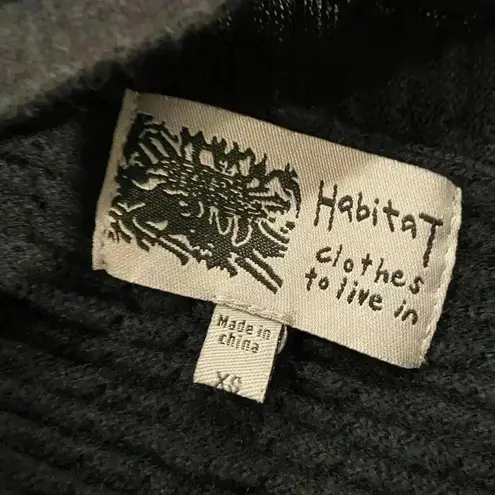 HabitaT
clothes
to live in
Made in
china
XS